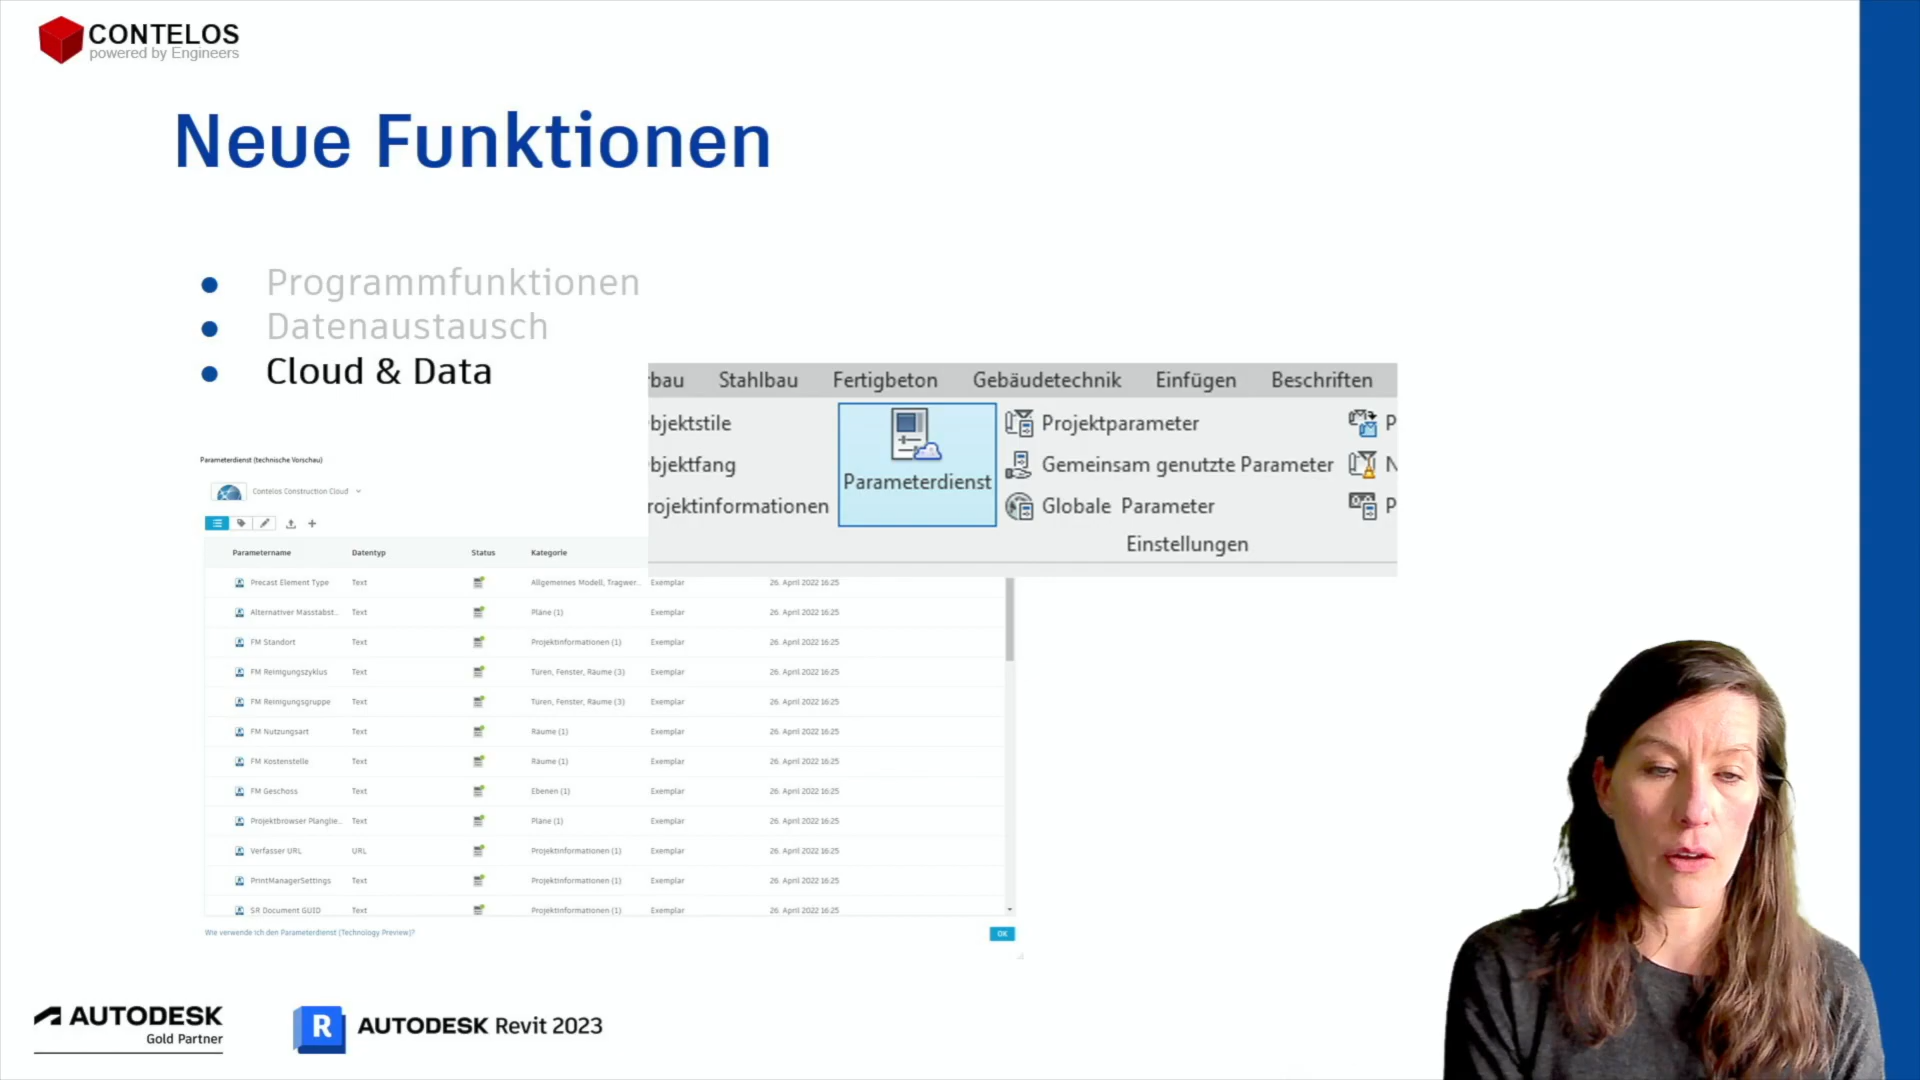 CONTELOS
powered by Engineers
Neue Funktionen
Programmfunktionen
Datenaustausch
Cloud & Data
rbau Stahlbau Fertigbeton Gebäudetechnik Einfügen Beschriften
bjektstile Projektparameter P
bjektfang Parameterdienst Gemeinsam genutzte Parameter N
rojektinformationen Globale Parameter P
Einstellungen
Parameterdienst (technische Vorschau)
Contelos Construction Cloud
Parametername Datentyp Status Kategorie
Precast Element Type Text Allgemeines Modell, Tragwer... Exemplar 26. April 2022 16:25
Alternativer Masstabst... Text Pläne (1) Exemplar 26. April 2022 16:25
FM Standort Text Projektinformationen (1) Exemplar 26. April 2022 16:25
FM Reinigungszyklus Text Türen, Fenster, Räume (3) Exemplar 26. April 2022 16:25
FM Reinigungsgruppe Text Türen, Fenster, Räume (3) Exemplar 26. April 2022 16:25
FM Nutzungsart Text Räume (1) Exemplar 26. April 2022 16:25
FM Kostenstelle Text Räume (1) Exemplar 26. April 2022 16:25
FM Geschoss Text Ebenen (1) Exemplar 26. April 2022 16:25
Projektbrowser Planglie... Text Pläne (1) Exemplar 26. April 2022 16:25
Verfasser URL URL Projektinformationen (1) Exemplar 26. April 2022 16:25
PrintManagerSettings Text Projektinformationen (1) Exemplar 26. April 2022 16:25
SR Document GUID Text Projektinformationen (1) Exemplar 26. April 2022 16:25
Wie verwende ich den Parameterdienst (Technology Preview)? OK
AUTODESK
Gold Partner
R AUTODESK Revit 2023